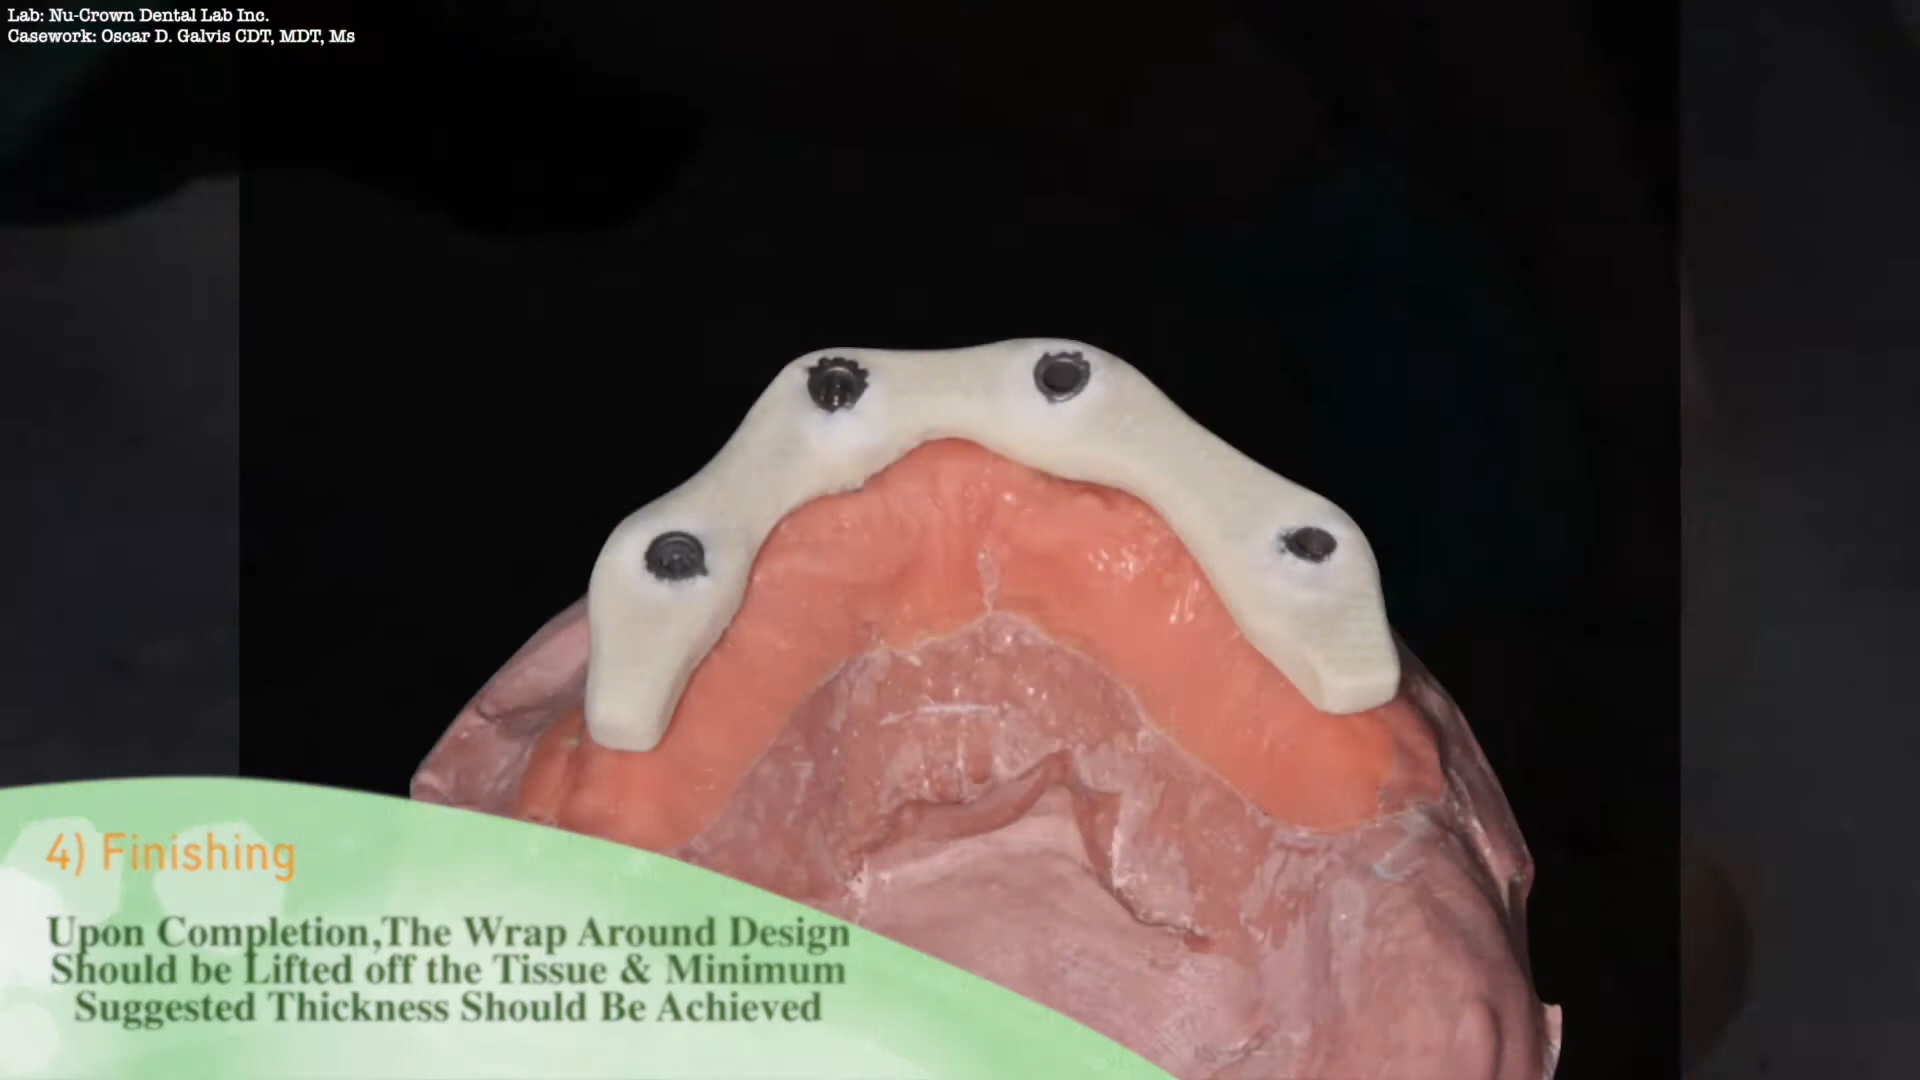 Lab: Nu-Crown Dental Lab Inc.
Casework: Oscar D. Galvis CDT, MDT, Ms
4) Finishing
Upon Completion,The Wrap Around Design
Should be Lifted off the Tissue & Minimum
Suggested Thickness Should Be Achieved